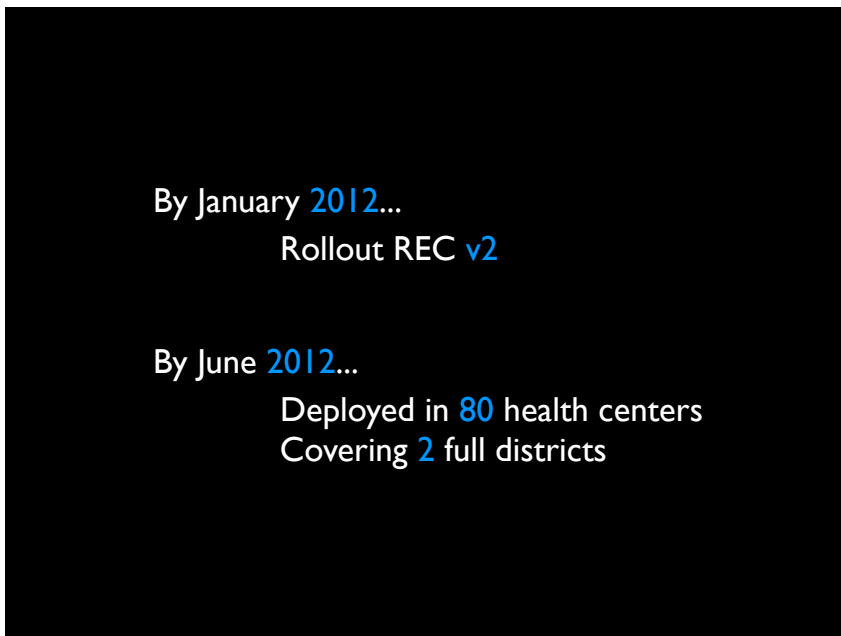 By January 2012...
Rollout REC v2
By June 2012...
Deployed in 80 health centers
Covering 2 full districts